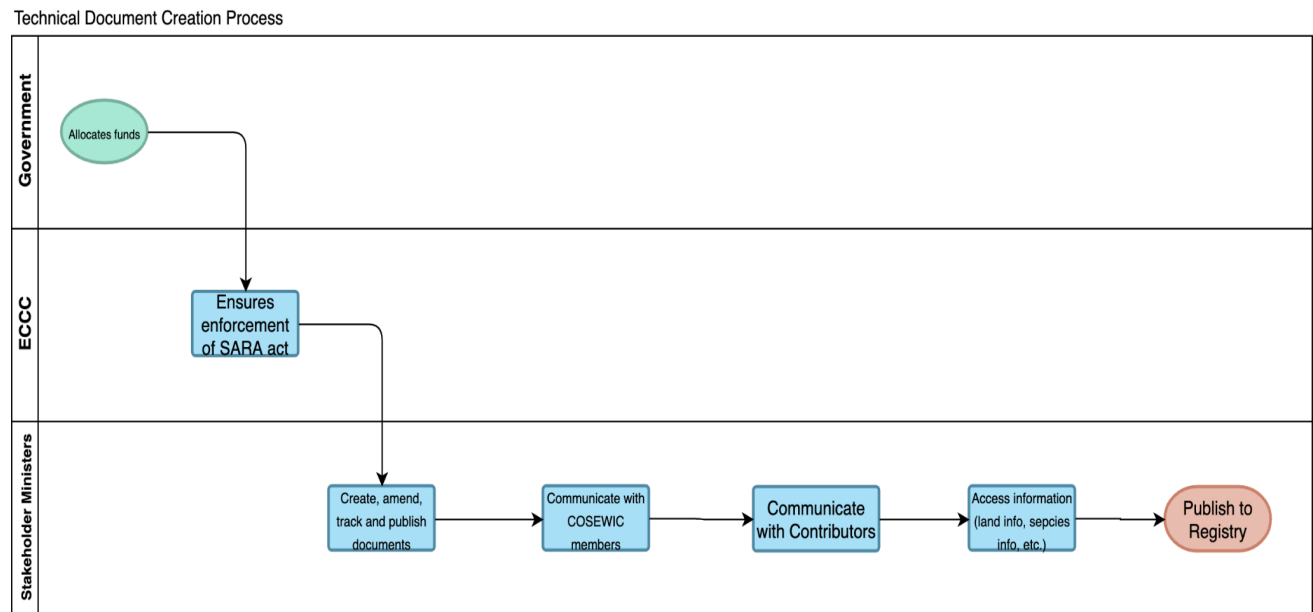 Technical Document Creation Process
Government
Allocates funds
ECCC
Ensures
enforcement
of SARA act
Stakeholder Ministers
Create, amend,
track and publish
documents
Communicate with
COSEWIC
members
Communicate
with Contributors
Access information
(land info, sepcies
info, etc.)
Publish to
Registry